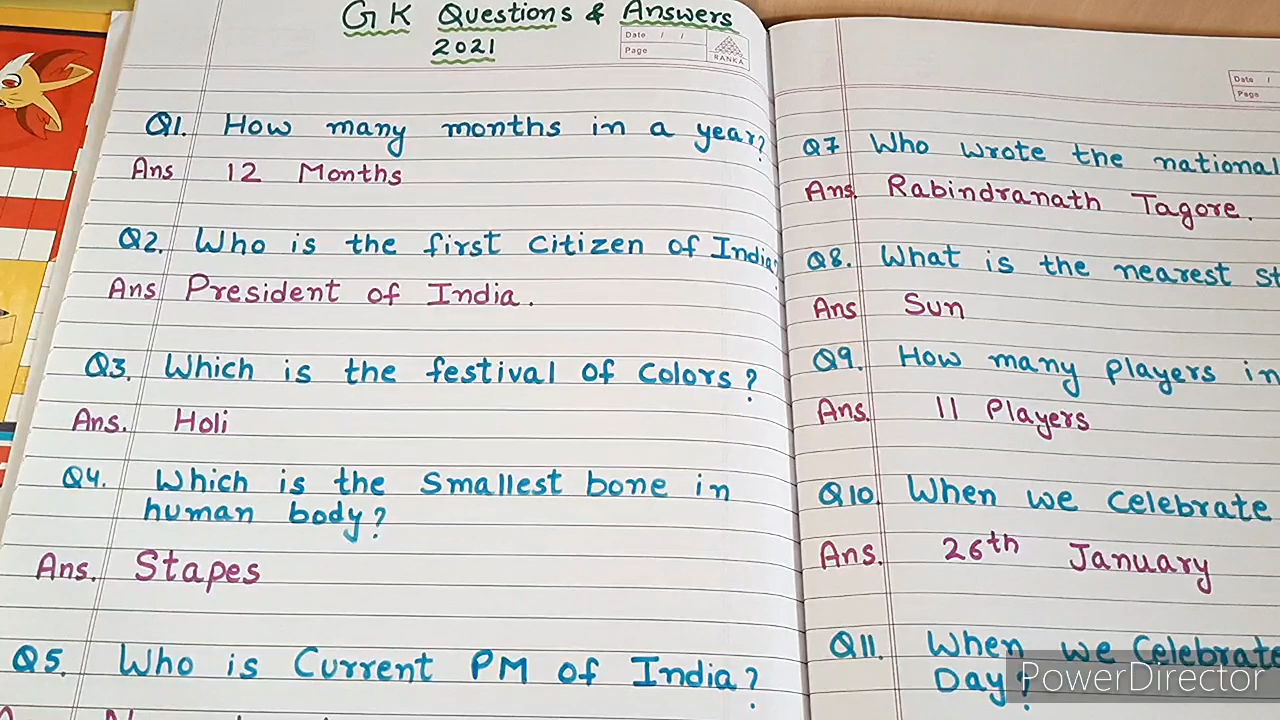 GK Questions & Answers
2021
Date / /
Page
RANKA
Q1. How many months in a year?
Ans 12 Months
Q2. Who is the first citizen of India?
Ans President of India.
Q3. Which is the festival of colors?
Ans. Holi
Q4. Which is the smallest bone in
human body?
Ans. Stapes
Q5. Who is Current PM of India?
Date /
Page
Q7 Who wrote the national
Ans. Rabindranath Tagore.
Q8. What is the nearest st
Ans Sun
Q9. How many players in
Ans. 11 Players
Q10. When we celebrate
Ans. 26th January
Q11. When we Celebrate
Day?
PowerDirector